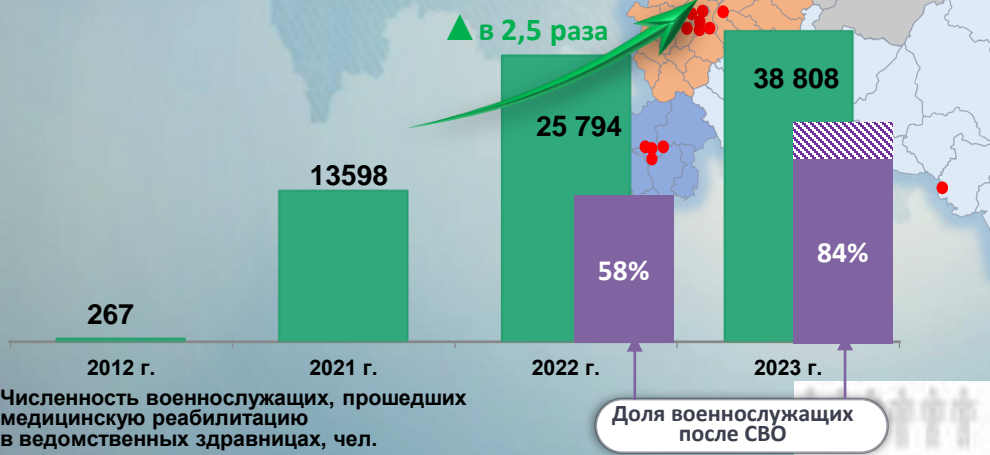 ▲ в 2,5 раза
38 808
25 794
13598
267
58%
84%
2012 г.
2021 г.
2022 г.
2023 г.
Численность военнослужащих, прошедших
медицинскую реабилитацию
в ведомственных здравницах, чел.
Доля военнослужащих
после СВО